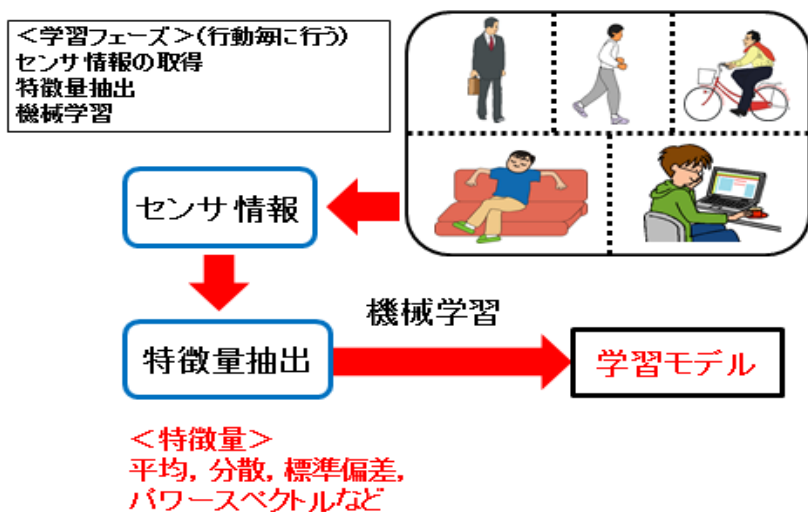 ＜学習フェーズ＞(行動毎に行う)
センサ情報の取得
特徴量抽出
機械学習
センサ情報
機械学習
特徴量抽出
学習モデル
＜特徴量＞
平均, 分散, 標準偏差,
パワースペクトルなど